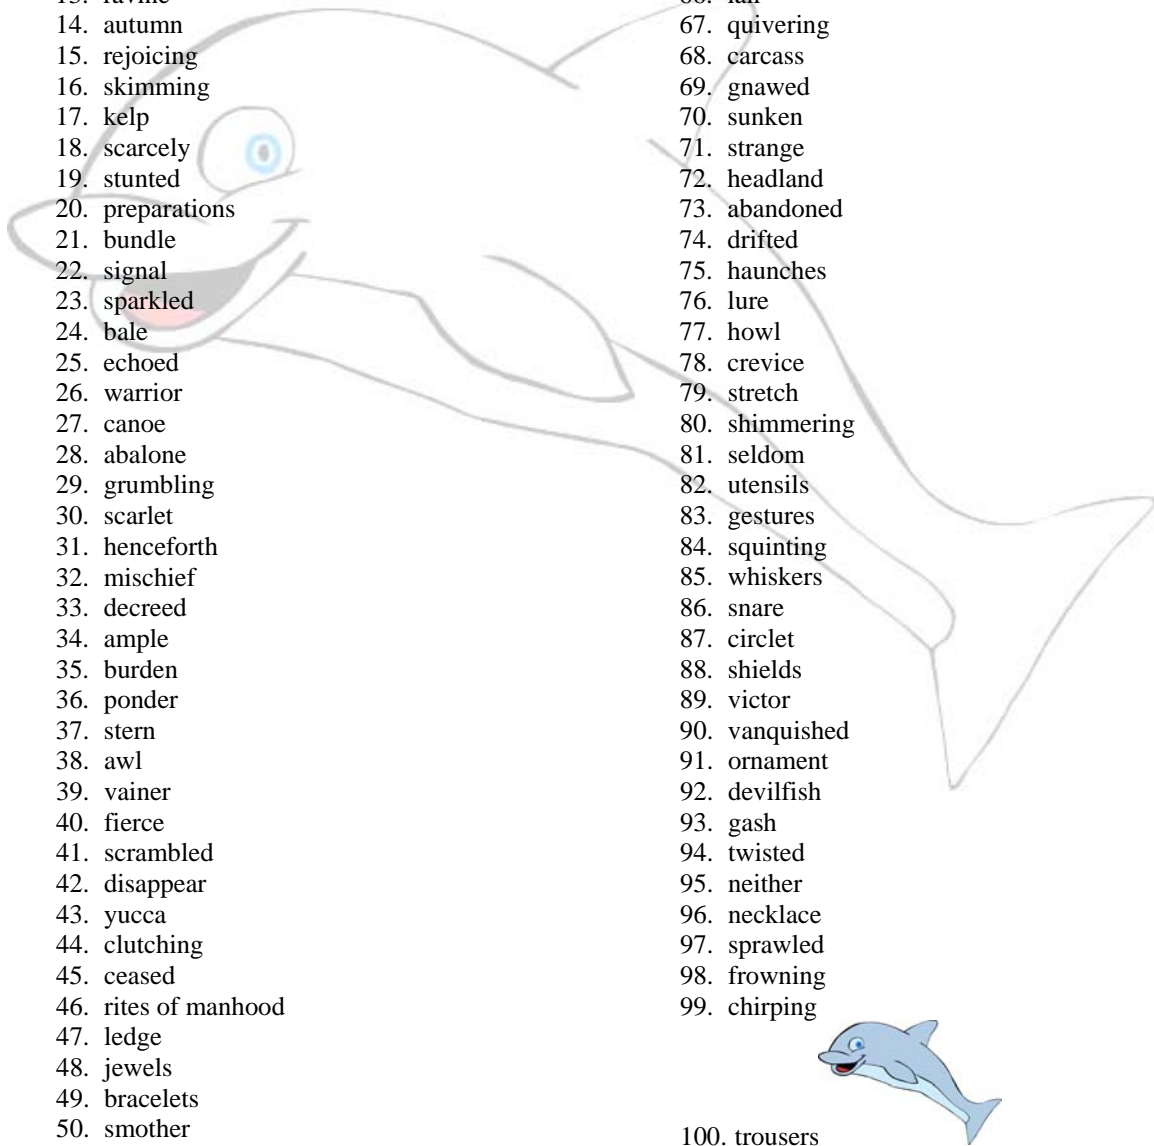 14. autumn
15. rejoicing
16. skimming
17. kelp
18. scarcely
19. stunted
20. preparations
21. bundle
22. signal
23. sparkled
24. bale
25. echoed
26. warrior
27. canoe
28. abalone
29. grumbling
30. scarlet
31. henceforth
32. mischief
33. decreed
34. ample
35. burden
36. ponder
37. stern
38. awl
39. vainer
40. fierce
41. scrambled
42. disappear
43. yucca
44. clutching
45. ceased
46. rites of manhood
47. ledge
48. jewels
49. bracelets
50. smother
67. quivering
68. carcass
69. gnawed
70. sunken
71. strange
72. headland
73. abandoned
74. drifted
75. haunches
76. lure
77. howl
78. crevice
79. stretch
80. shimmering
81. seldom
82. utensils
83. gestures
84. squinting
85. whiskers
86. snare
87. circlet
88. shields
89. victor
90. vanquished
91. ornament
92. devilfish
93. gash
94. twisted
95. neither
96. necklace
97. sprawled
98. frowning
99. chirping
100. trousers